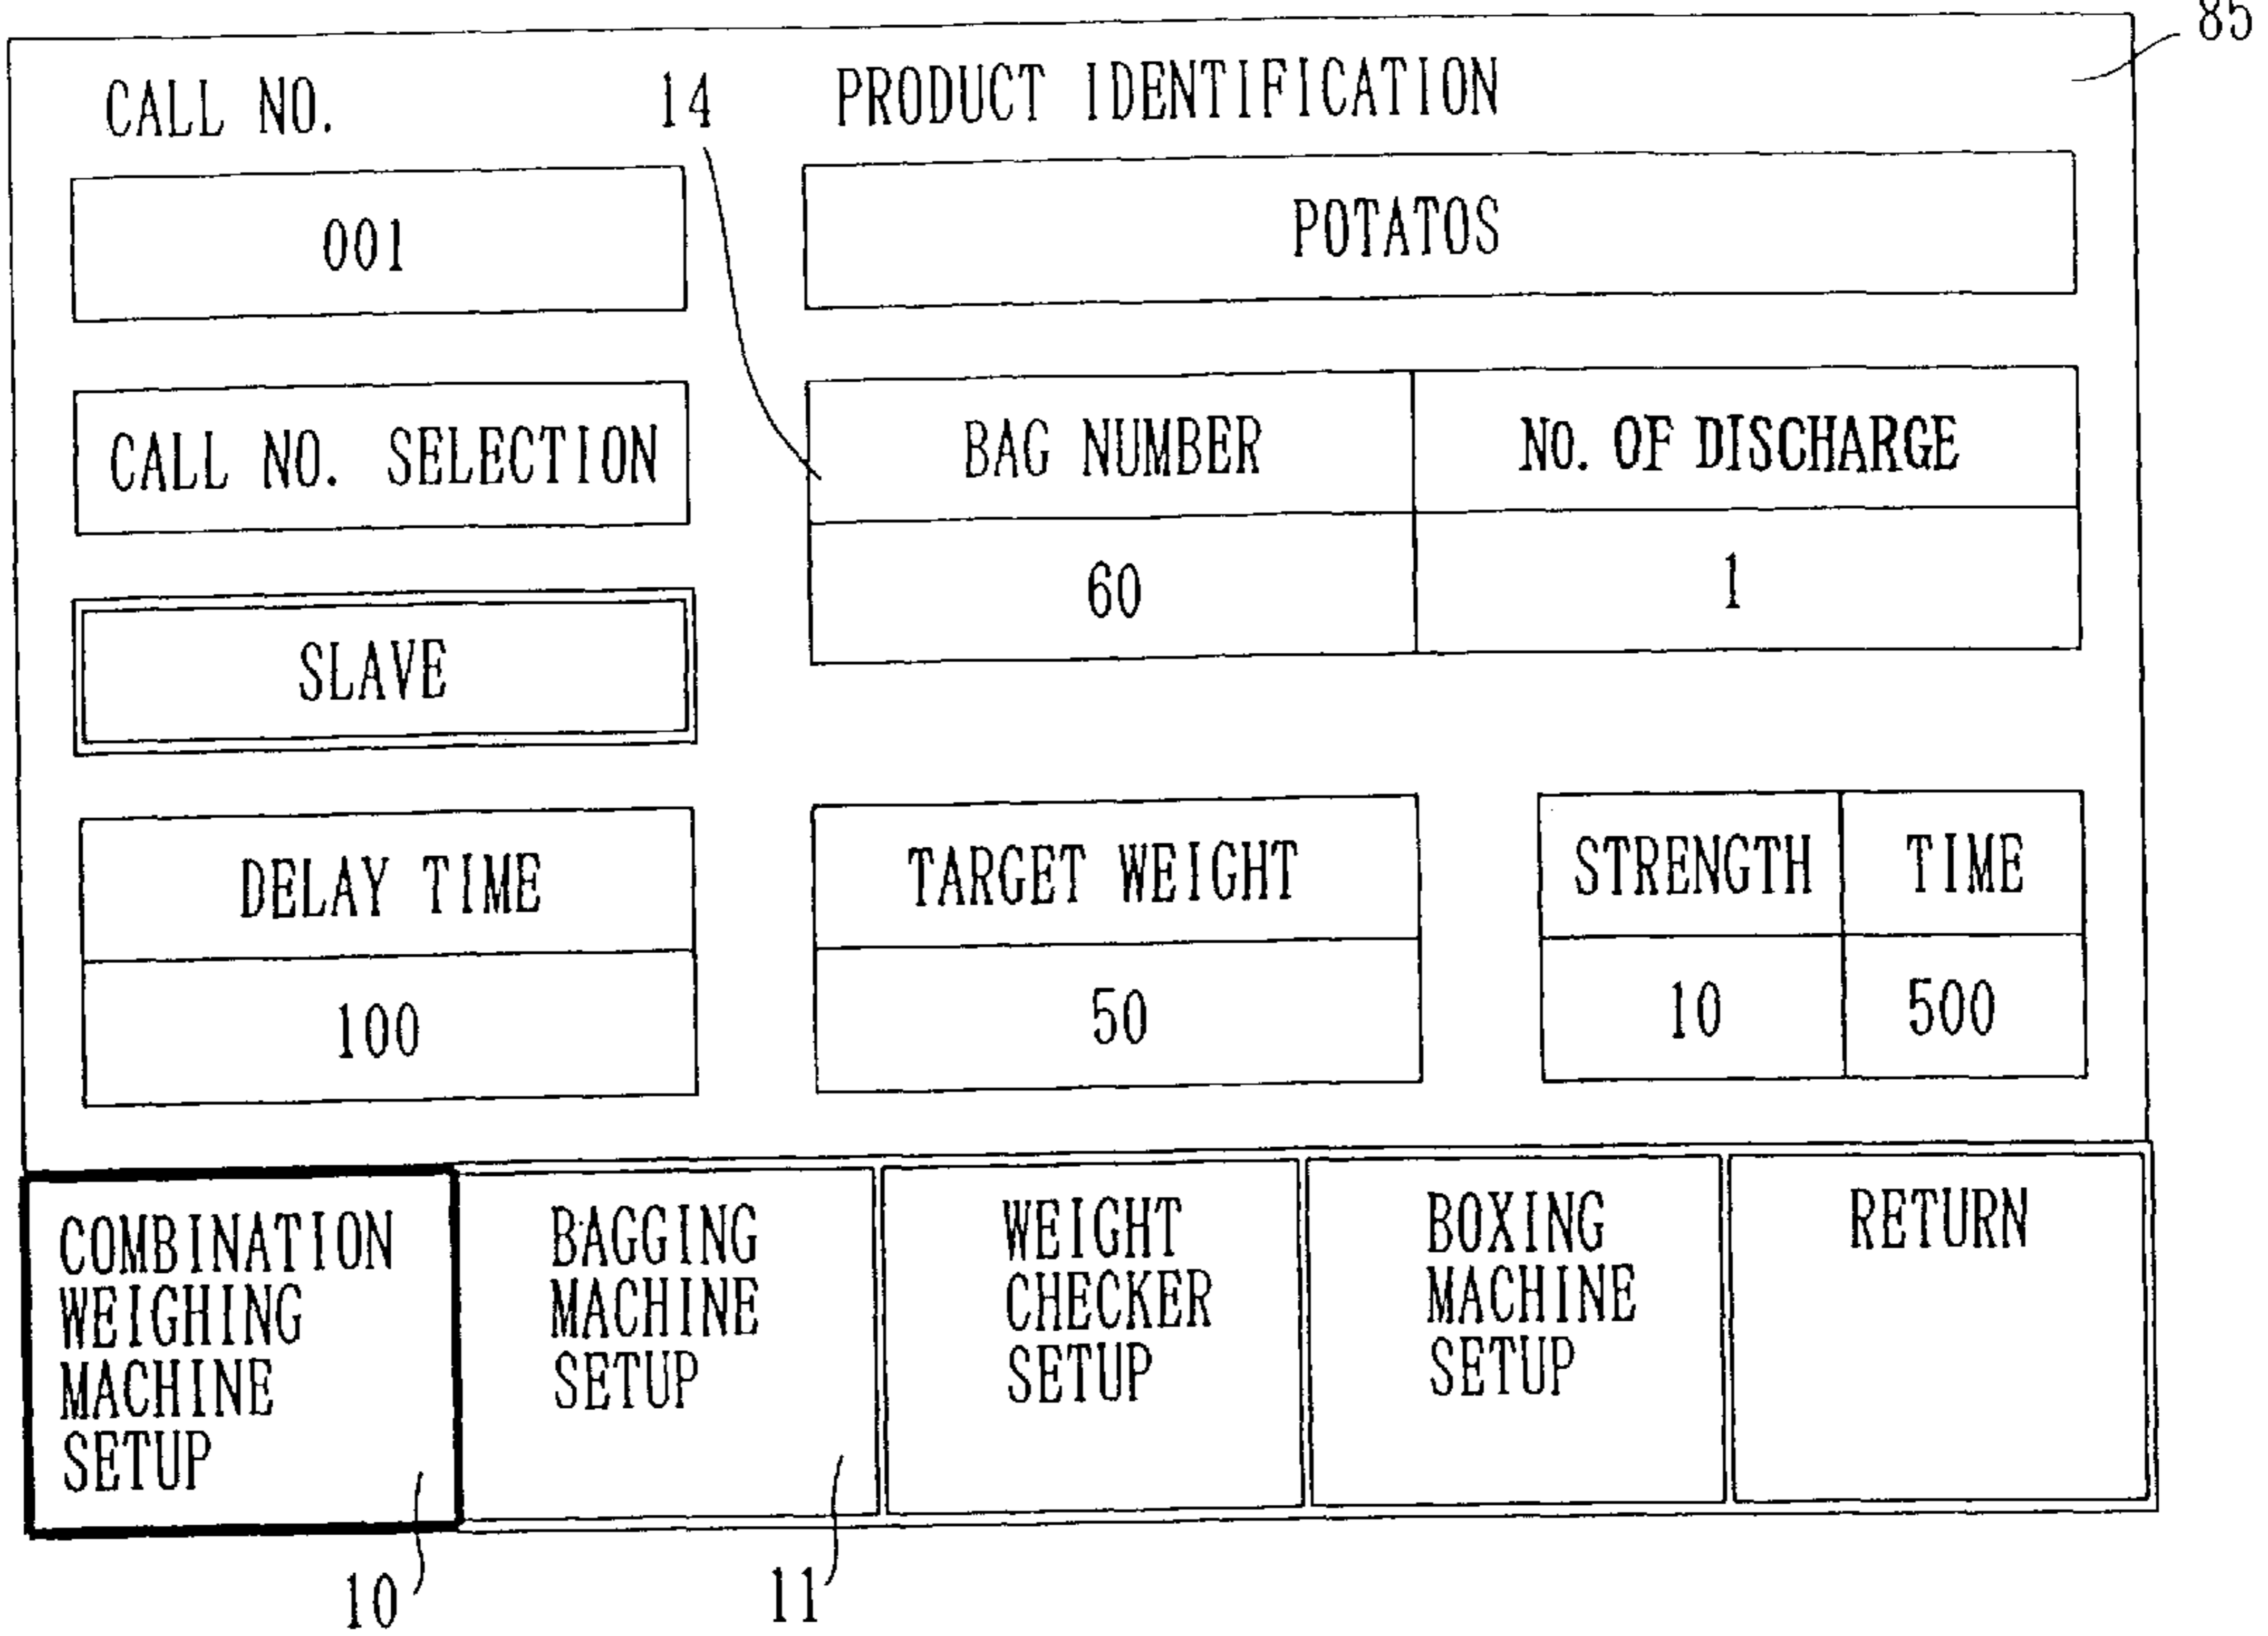 85
CALL NO.
14
PRODUCT IDENTIFICATION
001
POTATOS
CALL NO. SELECTION
BAG NUMBER
NO. OF DISCHARGE
60
1
SLAVE
DELAY TIME
TARGET WEIGHT
STRENGTH
TIME
100
50
10
500
COMBINATION
WEIGHING
MACHINE
SETUP
BAGGING
MACHINE
SETUP
WEIGHT
CHECKER
SETUP
BOXING
MACHINE
SETUP
RETURN
10
11